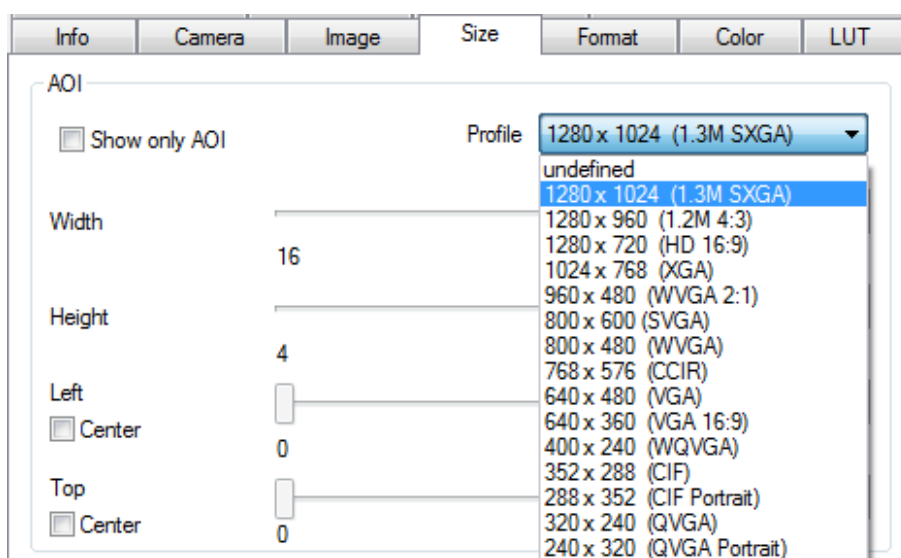 Info Camera Image Size Format Color LUT
AOI
Show only AOI
Profile 1280 x 1024 (1.3M SXGA)
undefined
1280 x 1024 (1.3M SXGA)
Width
1280 x 960 (1.2M 4:3)
1280 x 720 (HD 16:9)
16
1024 x 768 (XGA)
960 x 480 (WVGA 2:1)
Height
800 x 600 (SVGA)
800 x 480 (WVGA)
4
768 x 576 (CCIR)
Left
640 x 480 (VGA)
640 x 360 (VGA 16:9)
Center
400 x 240 (WQVGA)
0
352 x 288 (CIF)
Top
288 x 352 (CIF Portrait)
Center
320 x 240 (QVGA)
0
240 x 320 (QVGA Portrait)